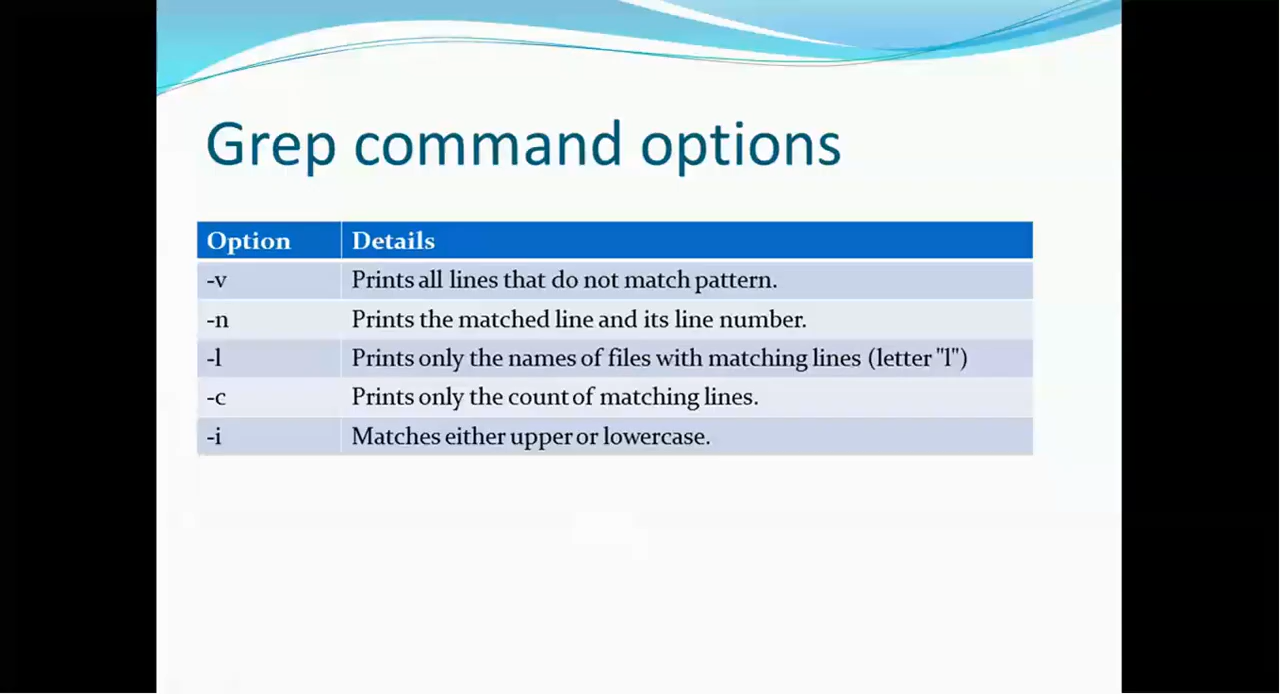 Grep command options
Option Details
-v Prints all lines that do not match pattern.
-n Prints the matched line and its line number.
-l Prints only the names of files with matching lines (letter "l")
-c Prints only the count of matching lines.
-i Matches either upper or lowercase.